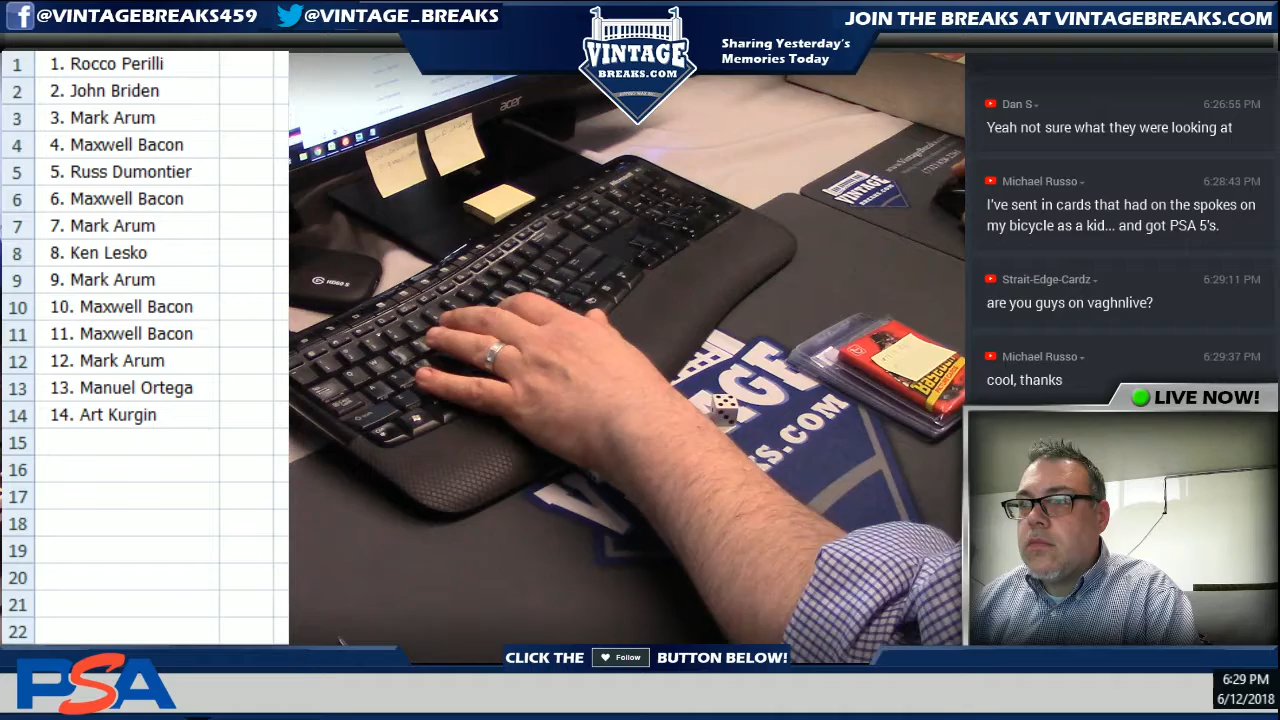 @VINTAGEBREAKS459
@VINTAGE_BREAKS
VINTAGE
BREAKS.COM
Sharing Yesterday's
Memories Today
JOIN THE BREAKS AT VINTAGEBREAKS.COM
1 1. Rocco Perilli
2 2. John Briden
3 3. Mark Arum
4 4. Maxwell Bacon
5 5. Russ Dumontier
6 6. Maxwell Bacon
7 7. Mark Arum
8 8. Ken Lesko
9 9. Mark Arum
10 10. Maxwell Bacon
11 11. Maxwell Bacon
12 12. Mark Arum
13 13. Manuel Ortega
14 14. Art Kurgin
15
16
17
18
19
20
21
22
acer
VINTAGE
HD60 S
S.COM
Dan S 6:26:55 PM
Yeah not sure what they were looking at
Michael Russo 6:28:43 PM
I've sent in cards that had on the spokes on
my bicycle as a kid... and got PSA 5's.
Strait-Edge-Cardz 6:29:11 PM
are you guys on vaghnlive?
Michael Russo 6:29:37 PM
cool, thanks
LIVE NOW!
CLICK THE Follow BUTTON BELOW!
PSA
6:29 PM
6/12/2018